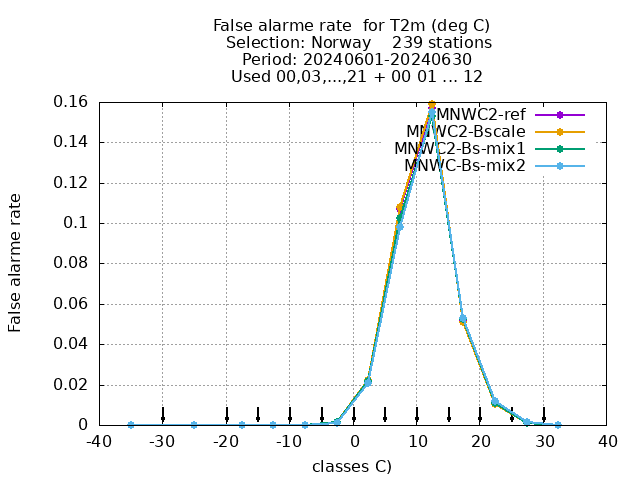 False alarme rate  for T2m (deg C)
Selection: Norway    239 stations
Period: 20240601-20240630
Used 00,03,...,21 + 00 01 ... 12
MNWC2-ref
MNWC2-Bscale
MNWC2-Bs-mix1
MNWC-Bs-mix2
False alarme rate
0.16
0.14
0.12
0.1
0.08
0.06
0.04
0.02
0
-40 -30 -20 -10 0 10 20 30 40
classes C)